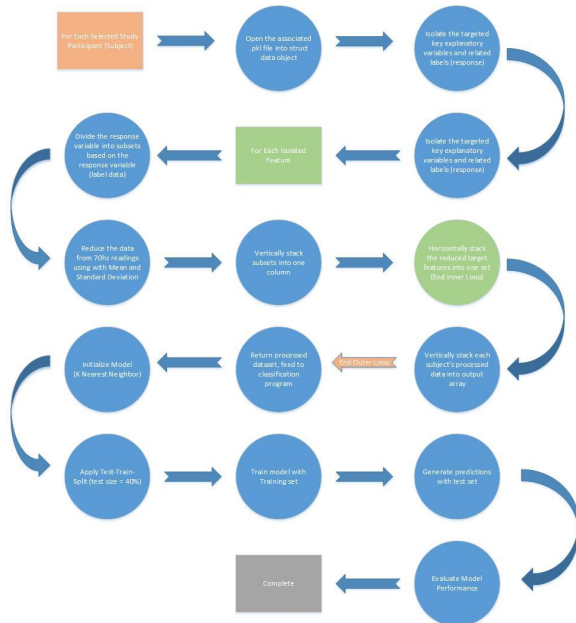 For Each Selected Study
Participant (Subject)
Open the associated
pkl file into struct
data object
Isolate the targeted
key explanatory
variables and related
labels (response)
Isolate the targeted
key explanatory
variables and related
labels (response)
For Each Isolated
Feature
Divide the response
variable into subsets
based on the
response variable
(label data)
Reduce the data
from 70hz readings
using with Mean and
Standard Deviation
Vertically stack
subsets into one
column
Horizontally stack
the reduced target
features into one set
(End Inner Loop)
Vertically stack each
subject's processed
data into output
array
End Outer Loop
Return processed
dataset, feed to
classification
program
Initialize Model
(K Nearest Neighbor)
Apply Test-Train-
Split (test size = 40%)
Train model with
Training set
Generate predictions
with test set
Evaluate Model
Performance
Complete